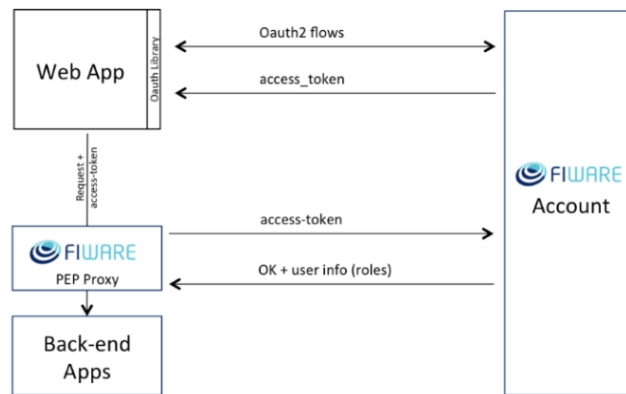 Oauth2 flows
Web App
Oauth Library
access_token
Request +
access-token
FIWARE
Account
access-token
FIWARE
PEP Proxy
OK + user info (roles)
Back-end
Apps